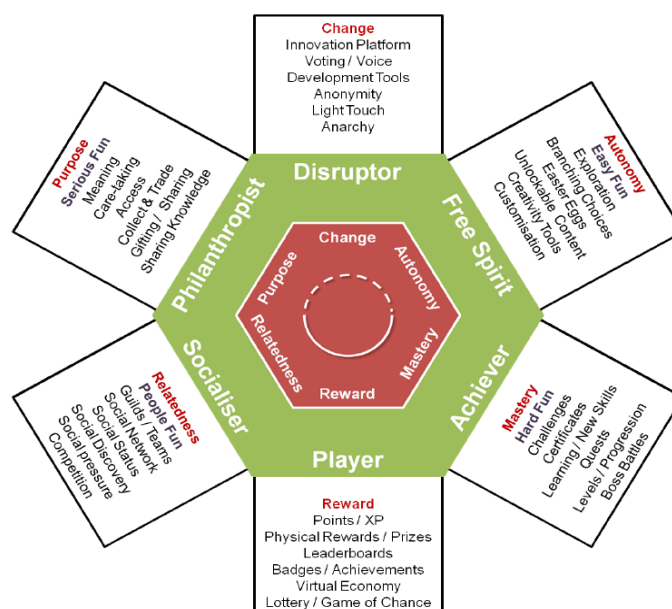 Change
Innovation Platform
Voting / Voice
Development Tools
Anonymity
Light Touch
Anarchy
Purpose
Serious Fun
Meaning
Care-taking
Access
Collect & Trade
Gifting / Sharing
Sharing Knowledge
Autonomy
Easy Fun
Exploration
Branching Choices
Easter Eggs
Unlockable Content
Creativity Tools
Customisation
Disruptor
Philanthropist
Free Spirit
Change
Purpose
Autonomy
Relatedness
Mastery
Reward
Socialiser
Achiever
Player
Relatedness
People Fun
Guilds / Teams
Social Network
Social Status
Social Discovery
Social pressure
Competition
Mastery
Hard Fun
Challenges
Certificates
Learning / New Skills
Quests
Levels / Progression
Boss Battles
Reward
Points / XP
Physical Rewards / Prizes
Leaderboards
Badges / Achievements
Virtual Economy
Lottery / Game of Chance